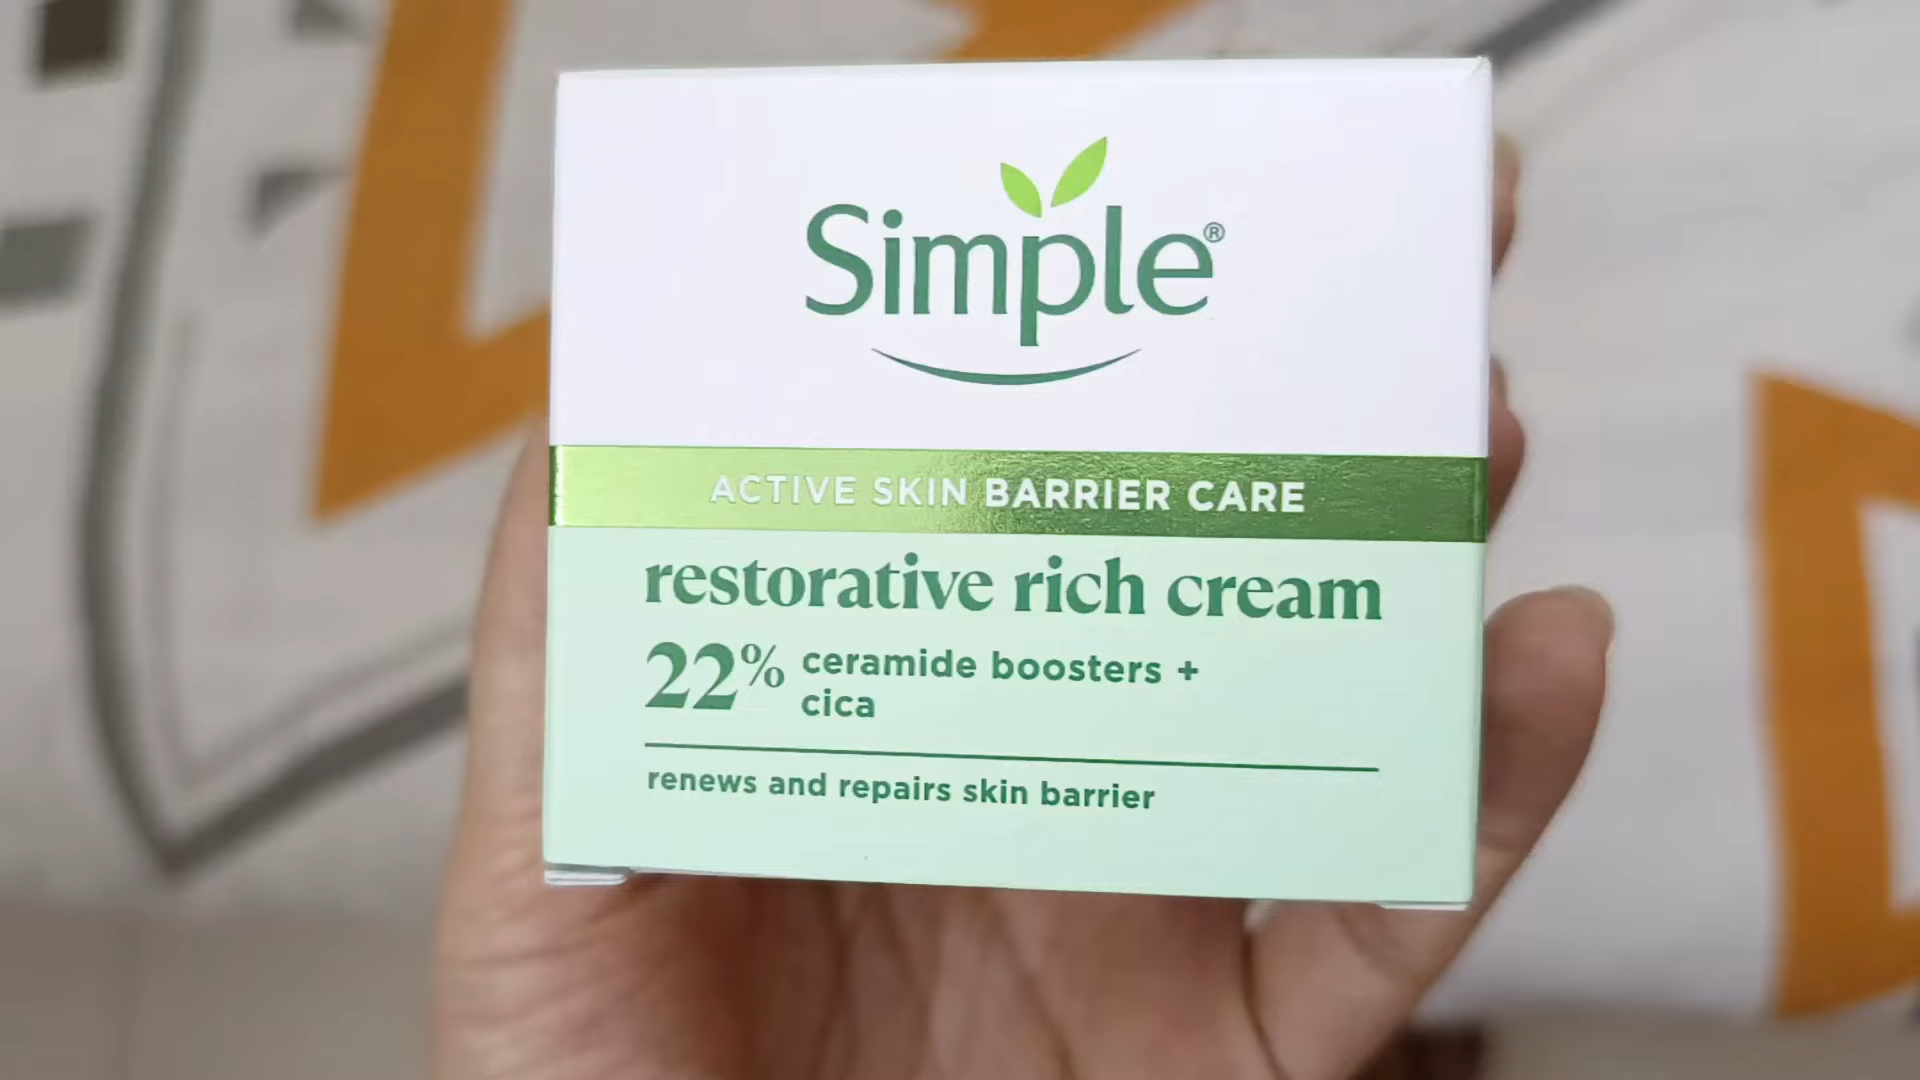 Simple®
ACTIVE SKIN BARRIER CARE
restorative rich cream
22% ceramide boosters +
cica
renews and repairs skin barrier